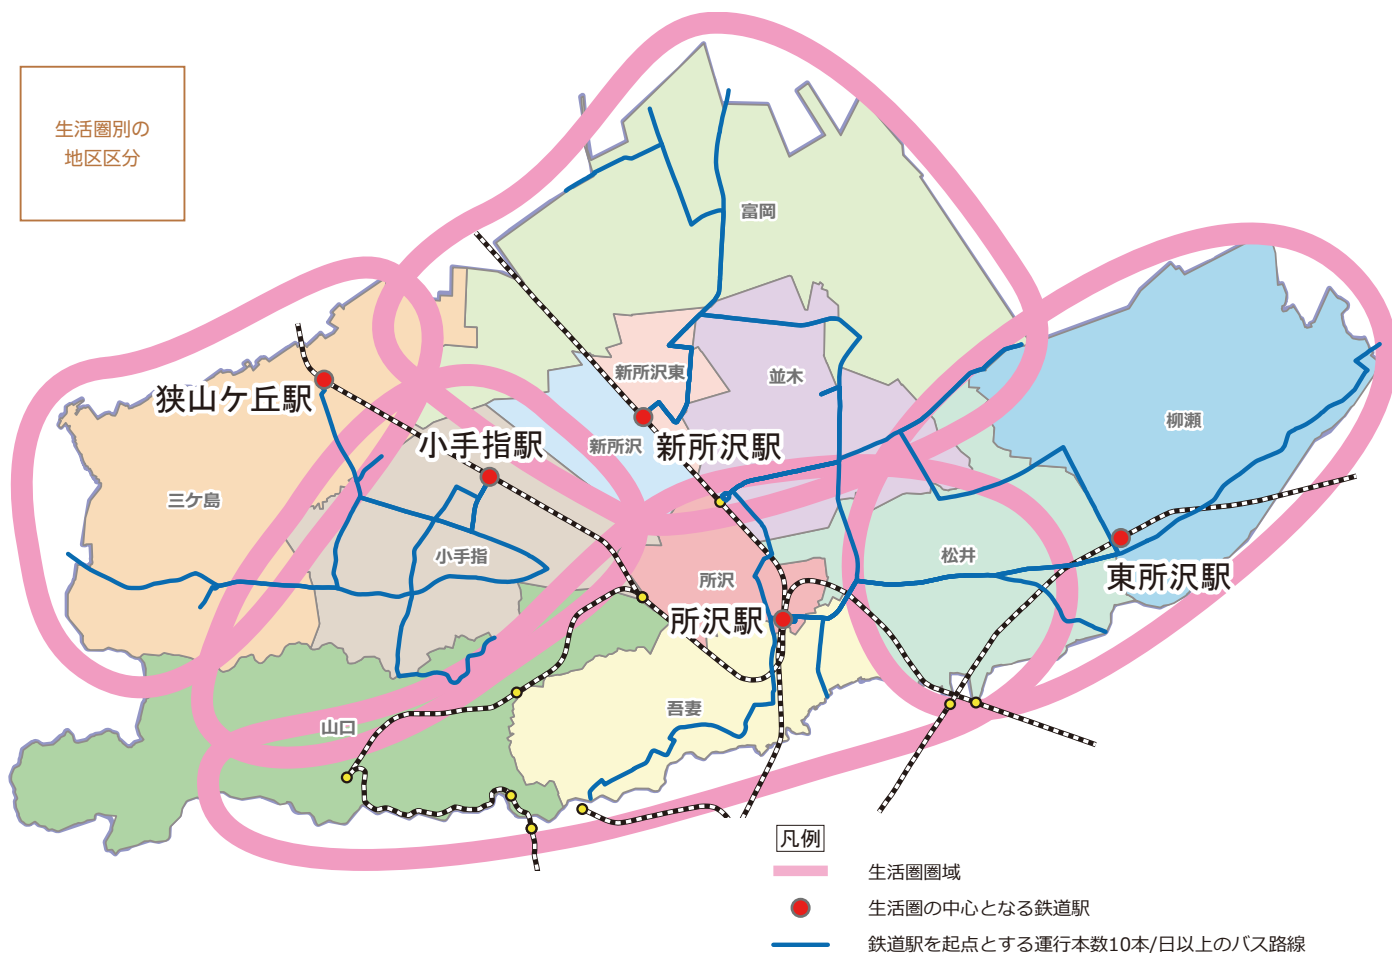 生活圏別の
地区区分
富岡
新所沢東
並木
狭山ケ丘駅
小手指駅
新所沢
新所沢駅
柳瀬
三ケ島
小手指
松井
所沢
東所沢駅
所沢駅
吾妻
山口
凡例
生活圏圏域
生活圏の中心となる鉄道駅
鉄道駅を起点とする運行本数10本/日以上のバス路線